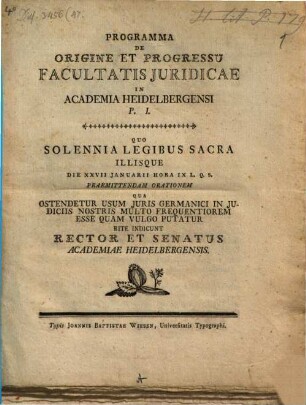 PROGRAMMA
DE
ORIGINE ET PROGRESSU
FACULTATIS JURIDICAE
IN
ACADEMIA HEIDELBERGENSI
P. I.
QUO
SOLENNIA LEGIBUS SACRA
ILLISQUE
DIE XXVII JANUARII HORA IX L. Q. S.
PRAEMITTENDAM ORATIONEM
QUA
OSTENDETUR USUM JURIS GERMANICI IN JU-
DICIIS NOSTRIS MULTO FREQUENTIOREM
ESSE QUAM VULGO PUTATUR
RITE INDICUNT
RECTOR ET SENATUS
ACADEMIAE HEIDELBERGENSIS.
Typis JOANNIS BAPTISTAE WIESEN, Universitatis Typographi.
A